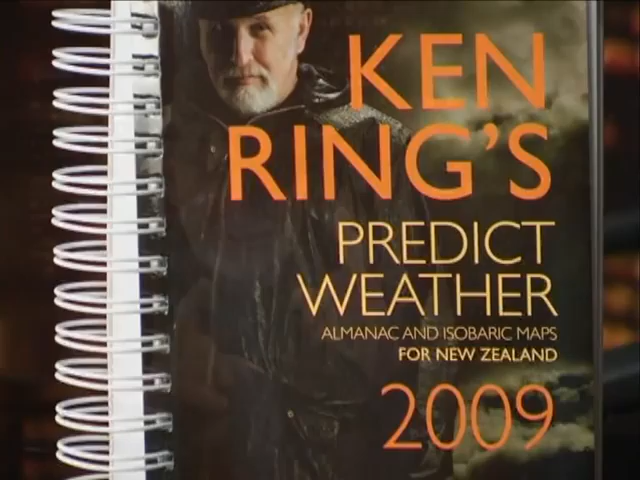 KEN
RING'S
PREDICT
WEATHER
ALMANAC AND ISOBARIC MAPS
FOR NEW ZEALAND
2009